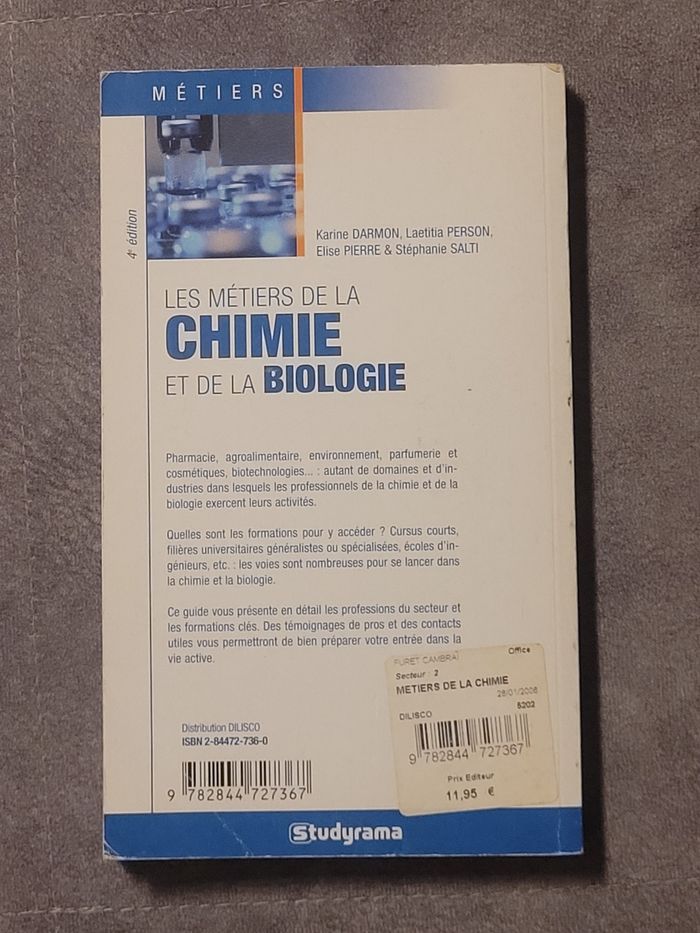 MÉTIERS
4e édition
Karine DARMON, Laetitia PERSON,
Elise PIERRE & Stéphanie SALTI
LES MÉTIERS DE LA
CHIMIE
ET DE LA BIOLOGIE
Pharmacie, agroalimentaire, environnement, parfumerie et
cosmétiques, biotechnologies... : autant de domaines et d'in-
dustries dans lesquels les professionnels de la chimie et de la
biologie exercent leurs activités.
Quelles sont les formations pour y accéder ? Cursus courts,
filières universitaires généralistes ou spécialisées, écoles d'in-
génieurs, etc. : les voies sont nombreuses pour se lancer dans
la chimie et la biologie.
Ce guide vous présente en détail les professions du secteur et
les formations clés. Des témoignages de pros et des contacts
utiles vous permettront de bien préparer votre entrée dans la
vie active.
Distribution DILISCO
ISBN 2-84472-736-0
9 782844 727367
FURET CAMBRAI
Office
Secteur : 2
METIERS DE LA CHIMIE
28/01/2006
DILISCO
5202
9 782844 727367
Prix Editeur
11,95 €
Studyrama